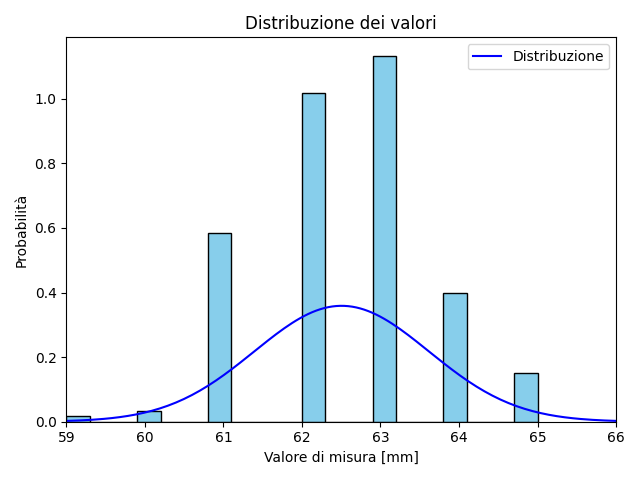 Distribuzione dei valori
Distribuzione
Probabilità
1.0
0.8
0.6
0.4
0.2
0.0
59 60 61 62 63 64 65 66
Valore di misura [mm]